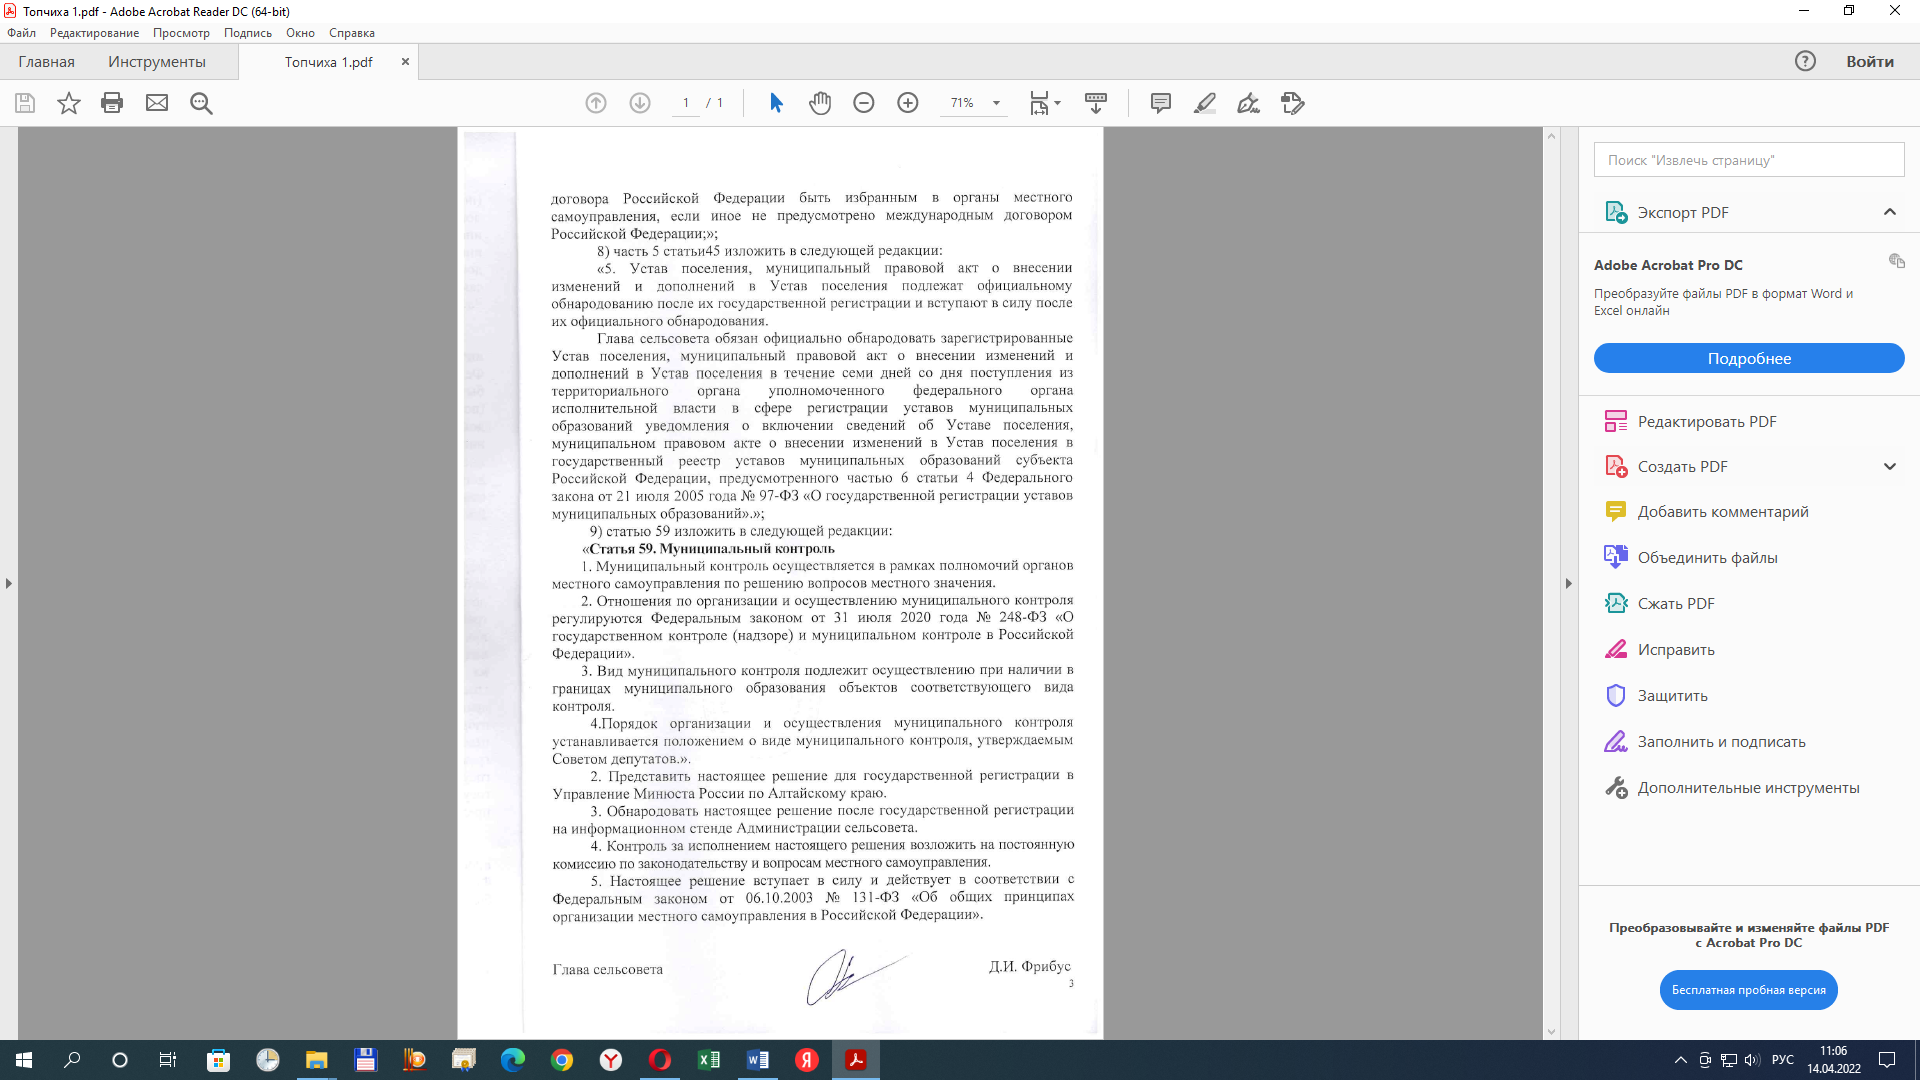 Топчиха 1.pdf - Adobe Acrobat Reader DC (64-bit)
Файл Редактирование Просмотр Подпись Окно Справка
Главная Инструменты Топчиха 1.pdf Войти
1 / 1 71%
договора Российской Федерации быть избранным в органы местного
самоуправления, если иное не предусмотрено международным договором
Российской Федерации;»;
8) часть 5 статьи45 изложить в следующей редакции:
«5. Устав поселения, муниципальный правовой акт о внесении
изменений и дополнений в Устав поселения подлежат официальному
обнародованию после их государственной регистрации и вступают в силу после
их официального обнародования.
Глава сельсовета обязан официально обнародовать зарегистрированные
Устав поселения, муниципальный правовой акт о внесении изменений и
дополнений в Устав поселения в течение семи дней со дня поступления из
территориального органа уполномоченного федерального органа
исполнительной власти в сфере регистрации уставов муниципальных
образований уведомления о включении сведений об Уставе поселения,
муниципальном правовом акте о внесении изменений в Устав поселения в
государственный реестр уставов муниципальных образований субъекта
Российской Федерации, предусмотренного частью 6 статьи 4 Федерального
закона от 21 июля 2005 года № 97-ФЗ «О государственной регистрации уставов
муниципальных образований».»;
9) статью 59 изложить в следующей редакции:
«Статья 59. Муниципальный контроль
1. Муниципальный контроль осуществляется в рамках полномочий органов
местного самоуправления по решению вопросов местного значения.
2. Отношения по организации и осуществлению муниципального контроля
регулируются Федеральным законом от 31 июля 2020 года № 248-ФЗ «О
государственном контроле (надзоре) и муниципальном контроле в Российской
Федерации».
3. Вид муниципального контроля подлежит осуществлению при наличии в
границах муниципального образования объектов соответствующего вида
контроля.
4.Порядок организации и осуществления муниципального контроля
устанавливается положением о виде муниципального контроля, утверждаемым
Советом депутатов.».
2. Представить настоящее решение для государственной регистрации в
Управление Минюста России по Алтайскому краю.
3. Обнародовать настоящее решение после государственной регистрации
на информационном стенде Администрации сельсовета.
4. Контроль за исполнением настоящего решения возложить на постоянную
комиссию по законодательству и вопросам местного самоуправления.
5. Настоящее решение вступает в силу и действует в соответствии с
Федеральным законом от 06.10.2003 № 131-ФЗ «Об общих принципах
организации местного самоуправления в Российской Федерации».
Глава сельсовета Д.И. Фрибус
3
Поиск "Извлечь страницу"
Экспорт PDF
Adobe Acrobat Pro DC
Преобразуйте файлы PDF в формат Word и
Excel онлайн
Подробнее
Редактировать PDF
Создать PDF
Добавить комментарий
Объединить файлы
Сжать PDF
Исправить
Защитить
Заполнить и подписать
Дополнительные инструменты
Преобразовывайте и изменяйте файлы PDF
с Acrobat Pro DC
Бесплатная пробная версия
РУС
11:06
14.04.2022